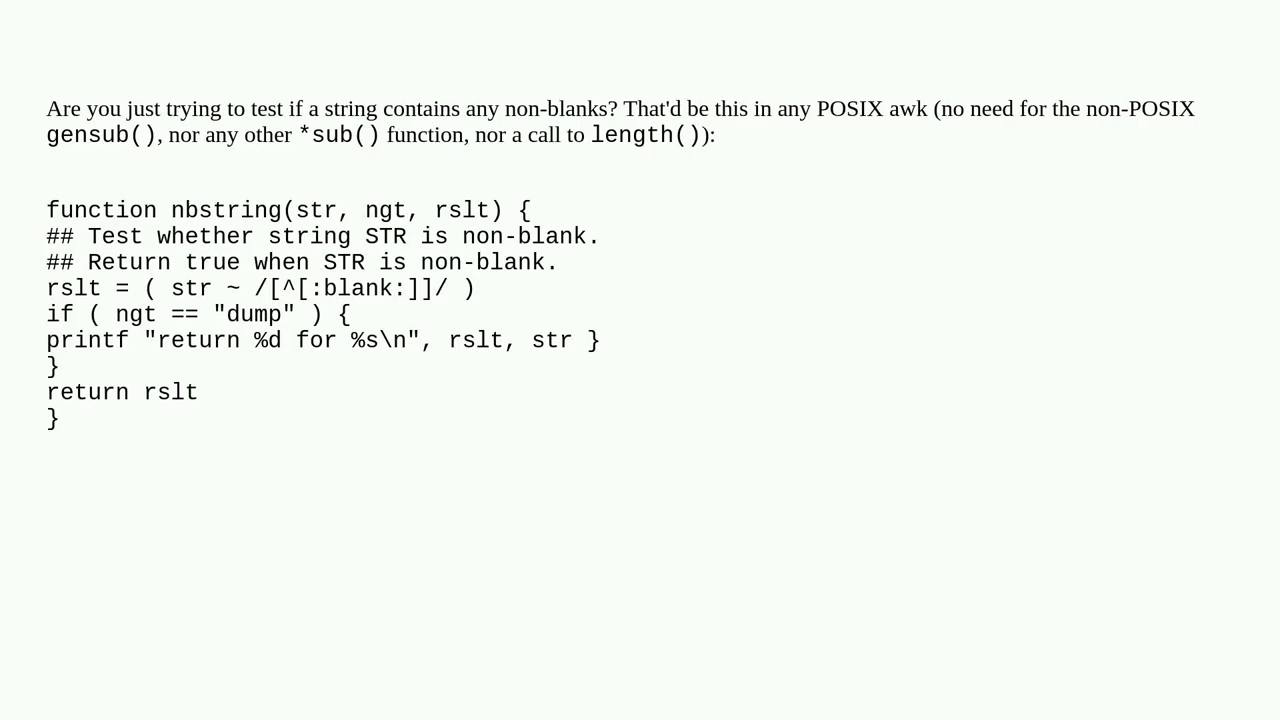 Are you just trying to test if a string contains any non-blanks? That'd be this in any POSIX awk (no need for the non-POSIX
gensub(), nor any other *sub() function, nor a call to length()):
function nbstring(str, ngt, rslt) {
## Test whether string STR is non-blank.
## Return true when STR is non-blank.
rslt = ( str ~ /[^[:blank:]]/ )
if ( ngt == "dump" ) {
printf "return %d for %s\n", rslt, str }
}
return rslt
}